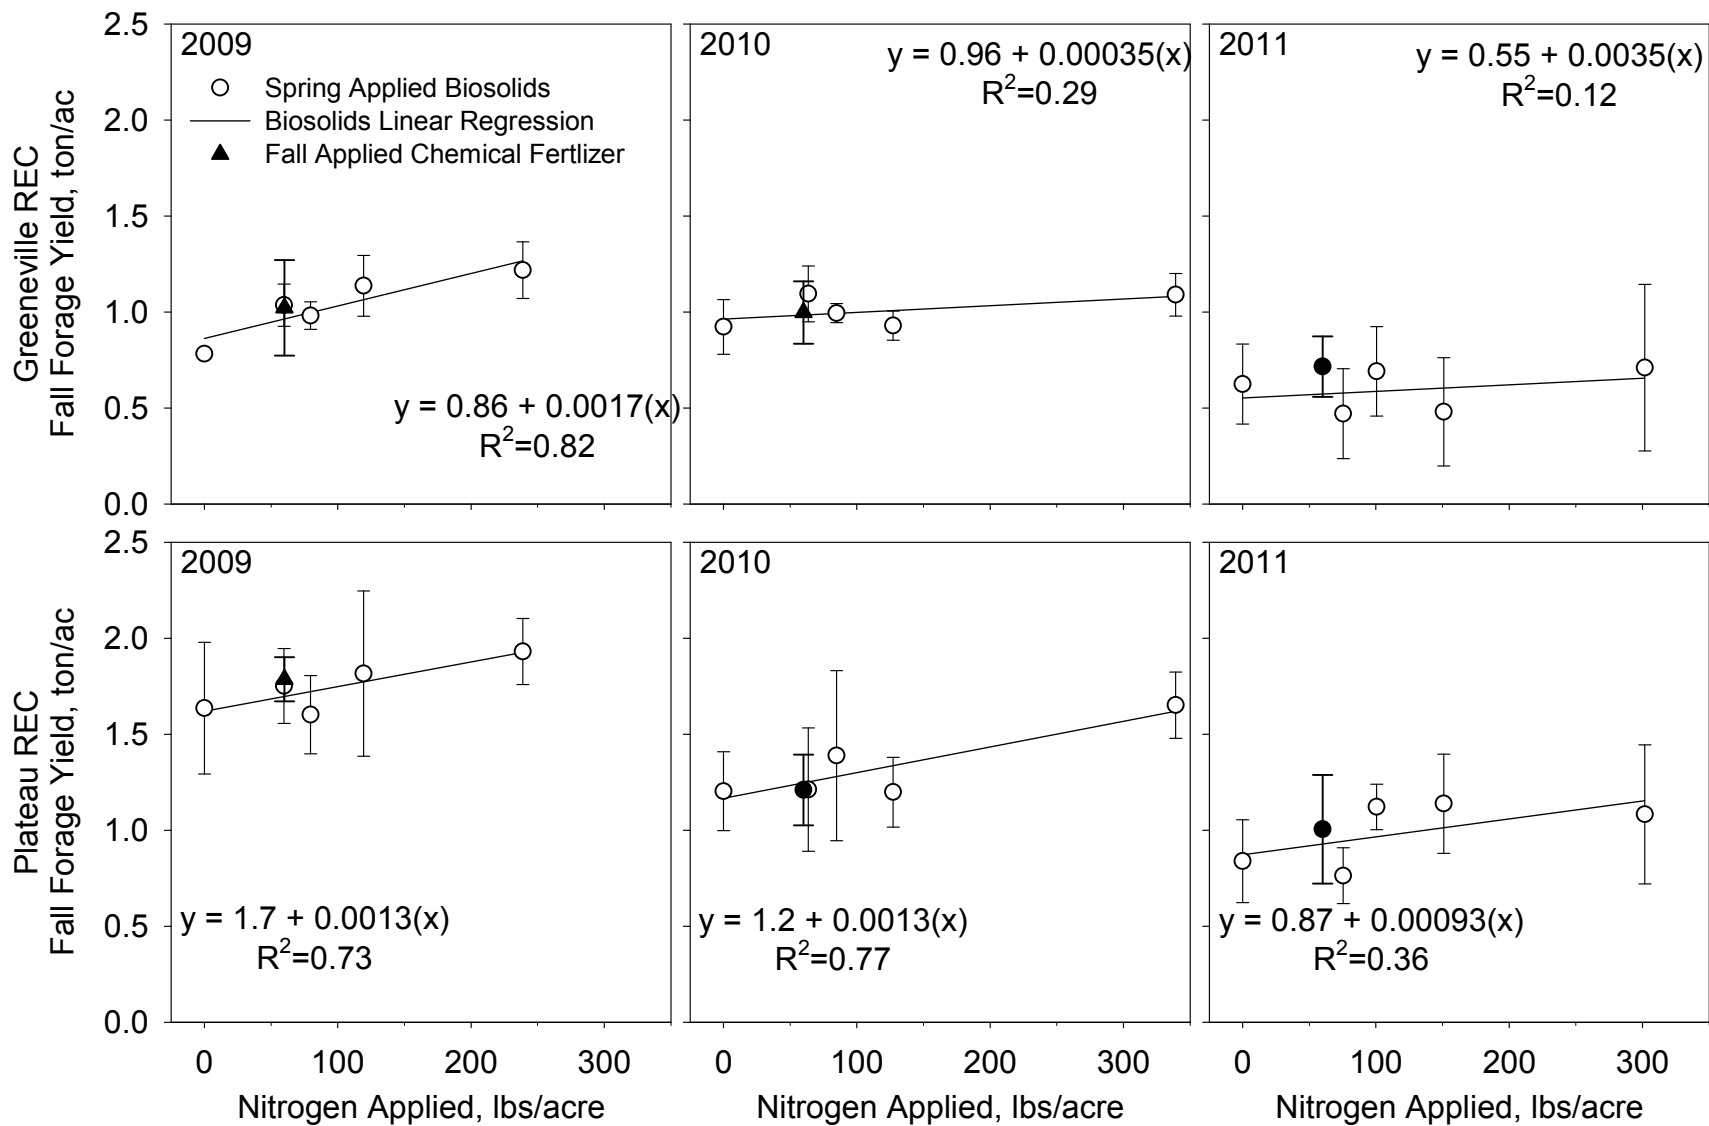 2.5
2.0
1.5
1.0
0.5
0.0
Greeneville REC
Fall Forage Yield, ton/ac
2009
Spring Applied Biosolids
Biosolids Linear Regression
Fall Applied Chemical Fertlizer
y = 0.86 + 0.0017(x)
R²=0.82
2010
y = 0.96 + 0.00035(x)
R²=0.29
2011
y = 0.55 + 0.0035(x)
R²=0.12
2.5
2.0
1.5
1.0
0.5
0.0
Plateau REC
Fall Forage Yield, ton/ac
2009
y = 1.7 + 0.0013(x)
R²=0.73
2010
y = 1.2 + 0.0013(x)
R²=0.77
2011
y = 0.87 + 0.00093(x)
R²=0.36
0 100 200 300
0 100 200 300
0 100 200 300
Nitrogen Applied, lbs/acre
Nitrogen Applied, lbs/acre
Nitrogen Applied, lbs/acre